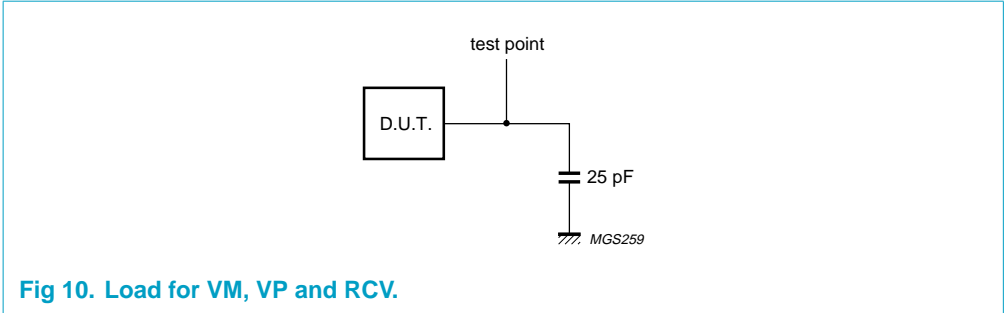 test point
D.U.T.
25 pF
MGS259
Fig 10. Load for VM, VP and RCV.